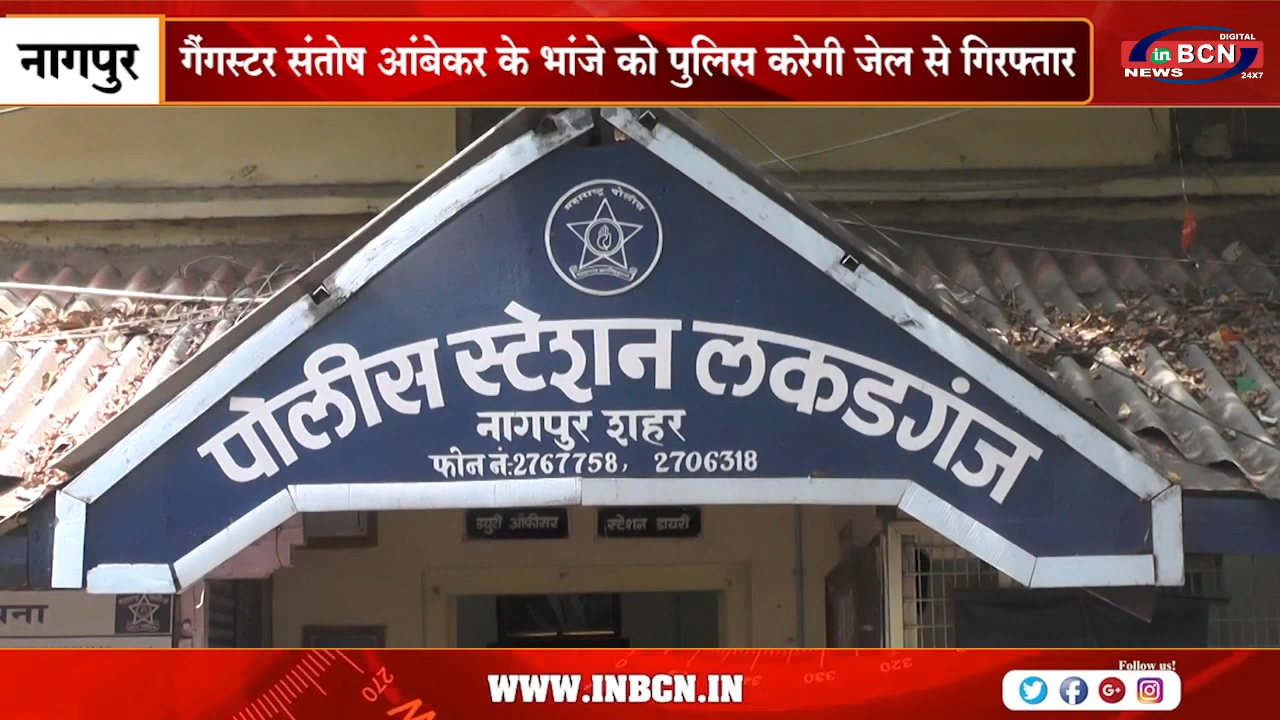 नागपुर
गैंगस्टर संतोष आंबेकर के भांजे को पुलिस करेगी जेल से गिरफ्तार
DIGITAL
in BCN
NEWS 24X7
महाराष्ट्र पोलीस
पोलीस स्टेशन लकडगंज
नागपुर शहर
फोन नं:2767758, 2706318
ड्युटी ऑफीसर
स्टेशन डायरी
Follow us!
WWW.INBCN.IN